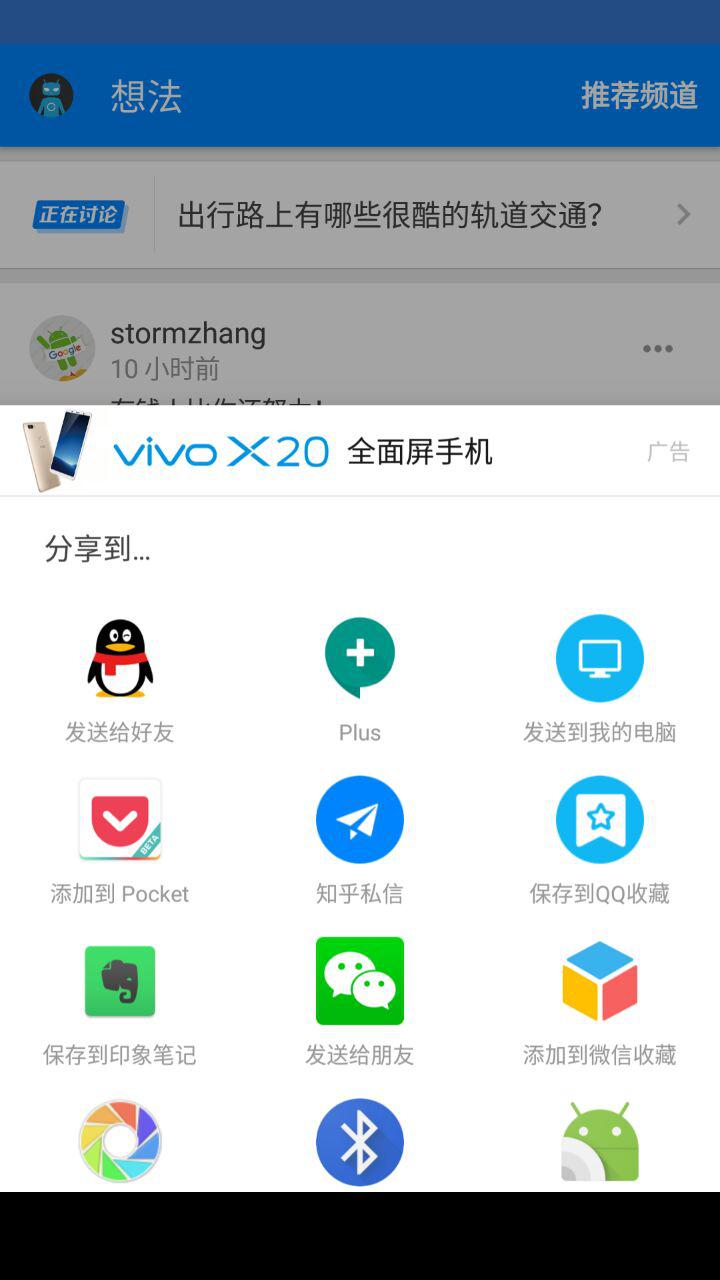 想法
推荐频道
正在讨论
出行路上有哪些很酷的轨道交通？
stormzhang
Google
10 小时前
vivo X20 全面屏手机
广告
分享到...
发送给好友
Plus
发送到我的电脑
BETA
添加到 Pocket
知乎私信
保存到QQ收藏
保存到印象笔记
发送给朋友
添加到微信收藏